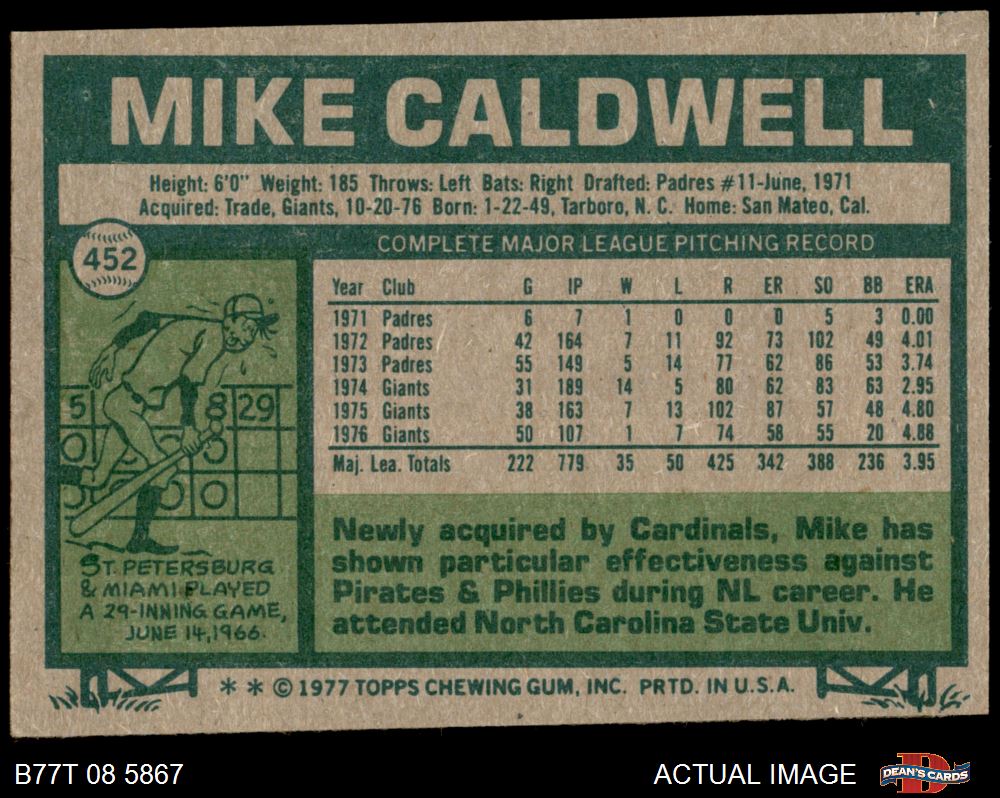 MIKE CALDWELL
Height: 6'0" Weight: 185 Throws: Left Bats: Right Drafted: Padres #11-June, 1971
Acquired: Trade, Giants, 10-20-76 Born: 1-22-49, Tarboro, N. C. Home: San Mateo, Cal.
452
COMPLETE MAJOR LEAGUE PITCHING RECORD
Year Club G IP W L R ER SO BB ERA
1971 Padres 6 7 1 0 0 0 5 3 0.00
1972 Padres 42 164 7 11 92 73 102 49 4.01
1973 Padres 55 149 5 14 77 62 86 53 3.74
1974 Giants 31 189 14 5 80 62 83 63 2.95
1975 Giants 38 163 7 13 102 87 57 48 4.80
1976 Giants 50 107 1 7 74 58 55 20 4.88
Maj. Lea. Totals 222 779 35 50 425 342 388 236 3.95
5 8 29
0 0
0 0 0
ST. PETERSBURG
& MIAMI PLAYED
A 29-INNING GAME,
JUNE 14, 1966.
Newly acquired by Cardinals, Mike has
shown particular effectiveness against
Pirates & Phillies during NL career. He
attended North Carolina State Univ.
* * © 1977 TOPPS CHEWING GUM, INC. PRTD. IN U.S.A.
B77T 08 5867
ACTUAL IMAGE
D
DEAN'S CARDS